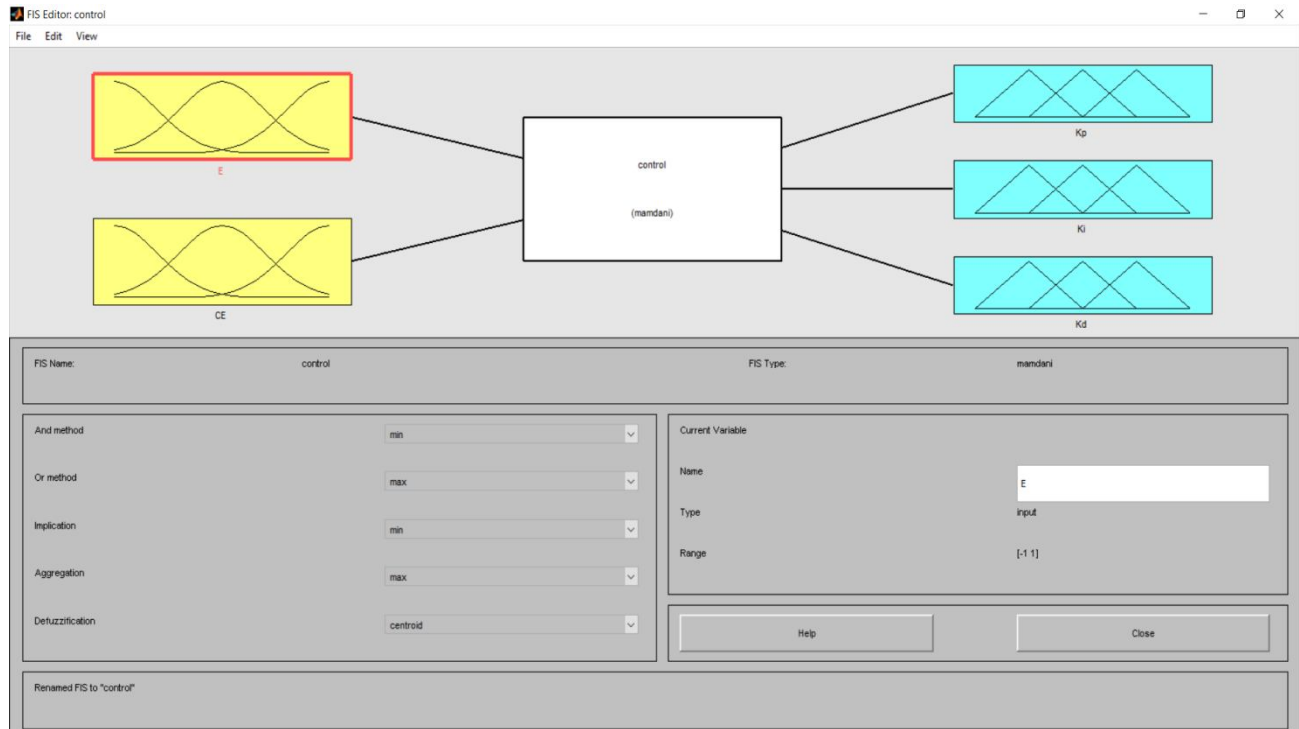 FIS Editor: control
File Edit View
E
CE
control
(mamdani)
Kp
Ki
Kd
FIS Name: control FIS Type: mamdani
And method min
Or method max
Implication min
Aggregation max
Defuzzification centroid
Current Variable
Name E
Type input
Range [-1 1]
Help Close
Renamed FIS to "control"